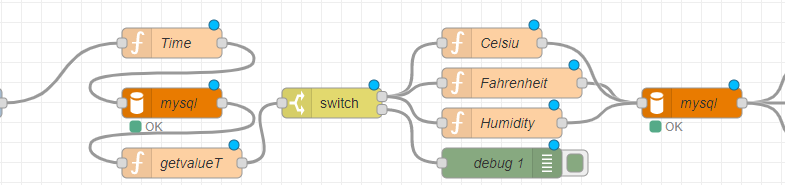 Time
Celsiu
Fahrenheit
mysql
switch
mysql
OK
Humidity
OK
getvalueT
debug 1